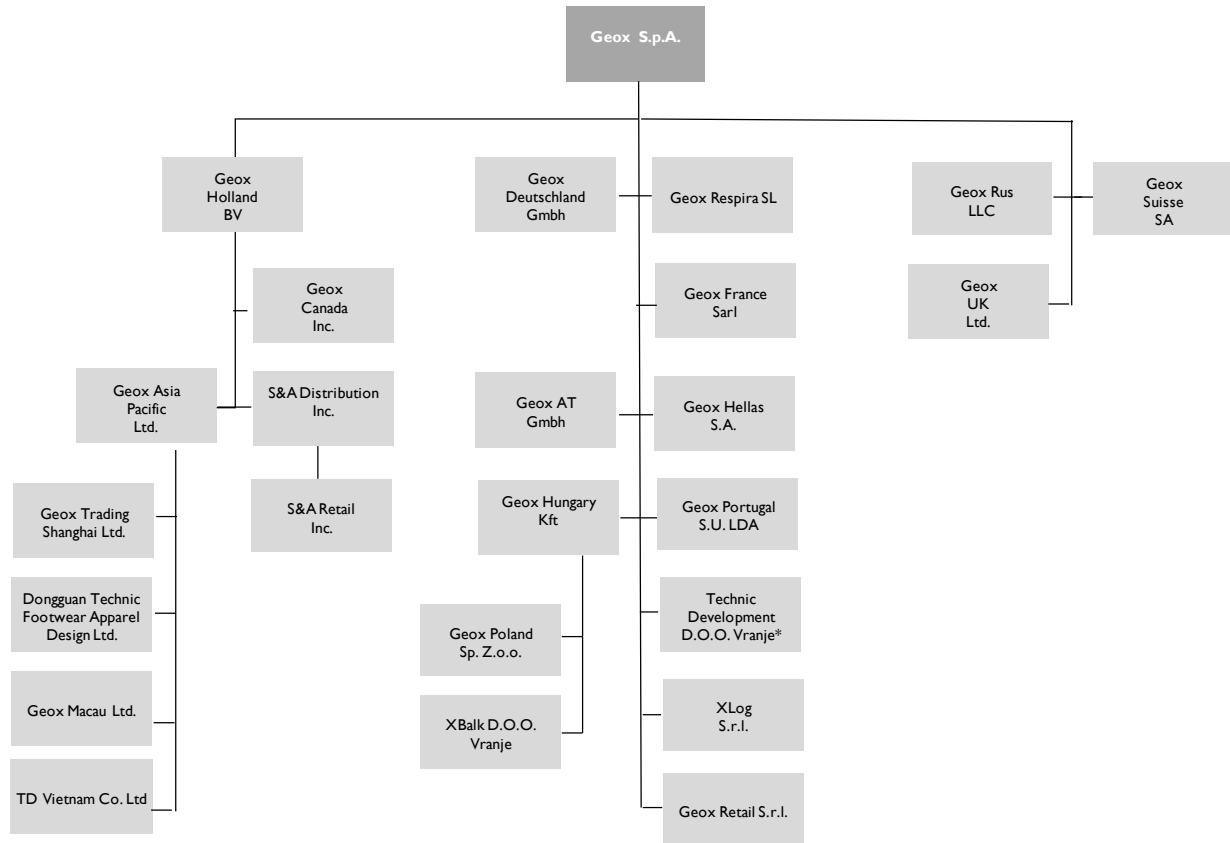 Geox S.p.A.
Geox
Holland
BV
Geox
Deutschland
Gmbh
Geox Respira SL
Geox Rus
LLC
Geox
Suisse
SA
Geox
Canada
Inc.
Geox France
Sarl
Geox
UK
Ltd.
Geox Asia
Pacific
Ltd.
S&A Distribution
Inc.
Geox AT
Gmbh
Geox Hellas
S.A.
Geox Trading
Shanghai Ltd.
S&A Retail
Inc.
Geox Hungary
Kft
Geox Portugal
S.U. LDA
Dongguan Technic
Footwear Apparel
Design Ltd.
Geox Poland
Sp. Z.o.o.
Technic
Development
D.O.O. Vranje*
Geox Macau Ltd.
XBalk D.O.O.
Vranje
XLog
S.r.l.
TD Vietnam Co. Ltd
Geox Retail S.r.l.